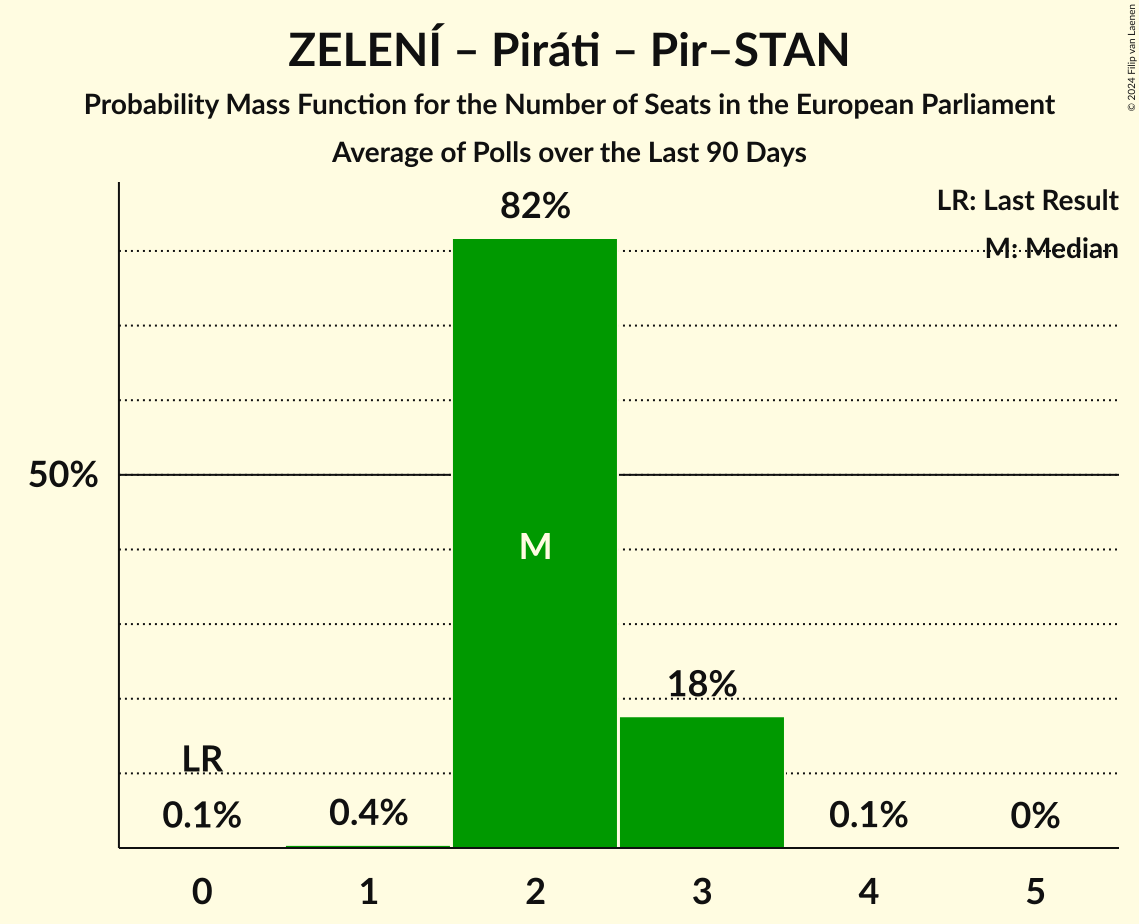 ZELENÍ – Piráti – Pir–STAN
Probability Mass Function for the Number of Seats in the European Parliament
Average of Polls over the Last 90 Days
© 2024 Filip van Laenen
LR: Last Result
M: Median
82%
50%
M
18%
LR
0.1%
0.4%
0.1%
0%
0 1 2 3 4 5